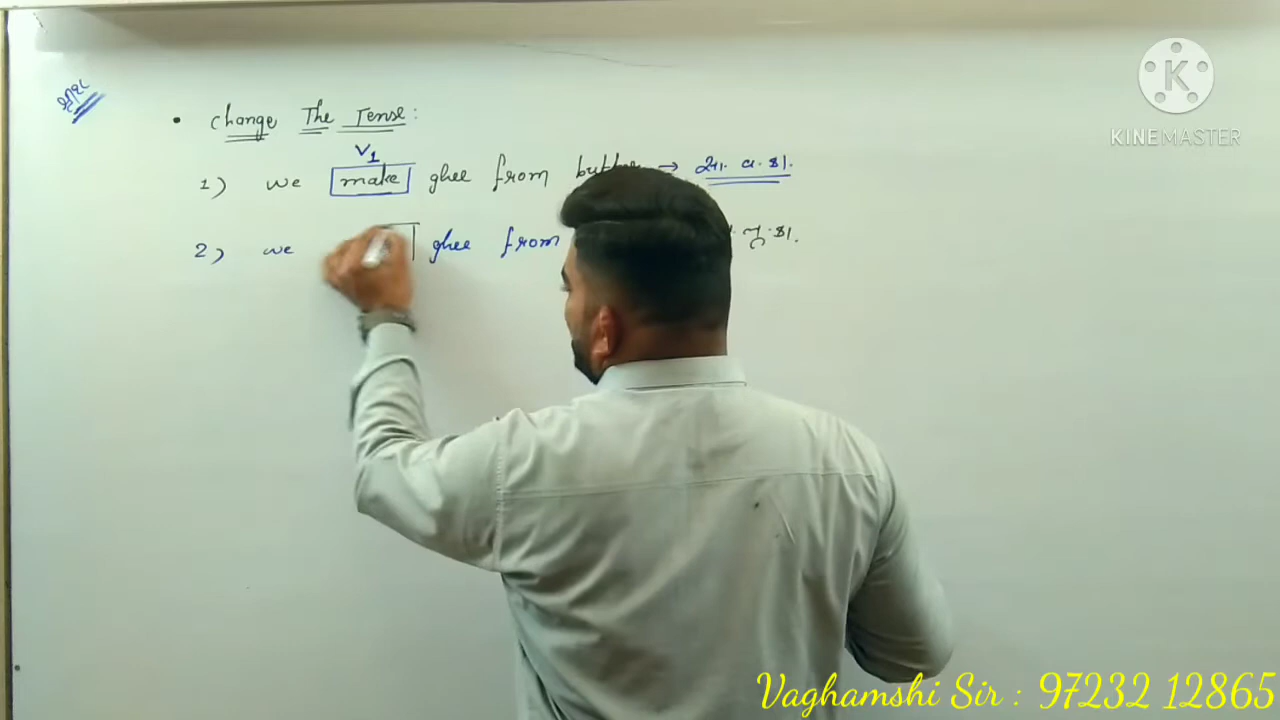 • Change The Tense:
V1
1) we make ghee from butter → સા. વ. કા.
2) we ghee from ભૂ. કા.
KINEMASTER
Vaghamshi Sir : 97232 12865